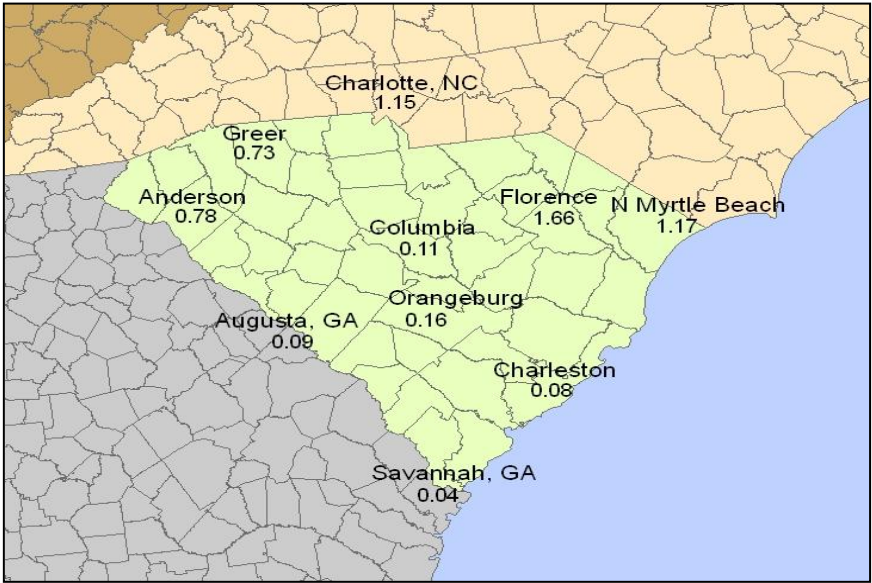 Charlotte, NC
1.15
Greer
0.73
Anderson
0.78
Florence
1.66
N Myrtle Beach
1.17
Columbia
0.11
Orangeburg
0.16
Augusta, GA
0.09
Charleston
0.08
Savannah, GA
0.04